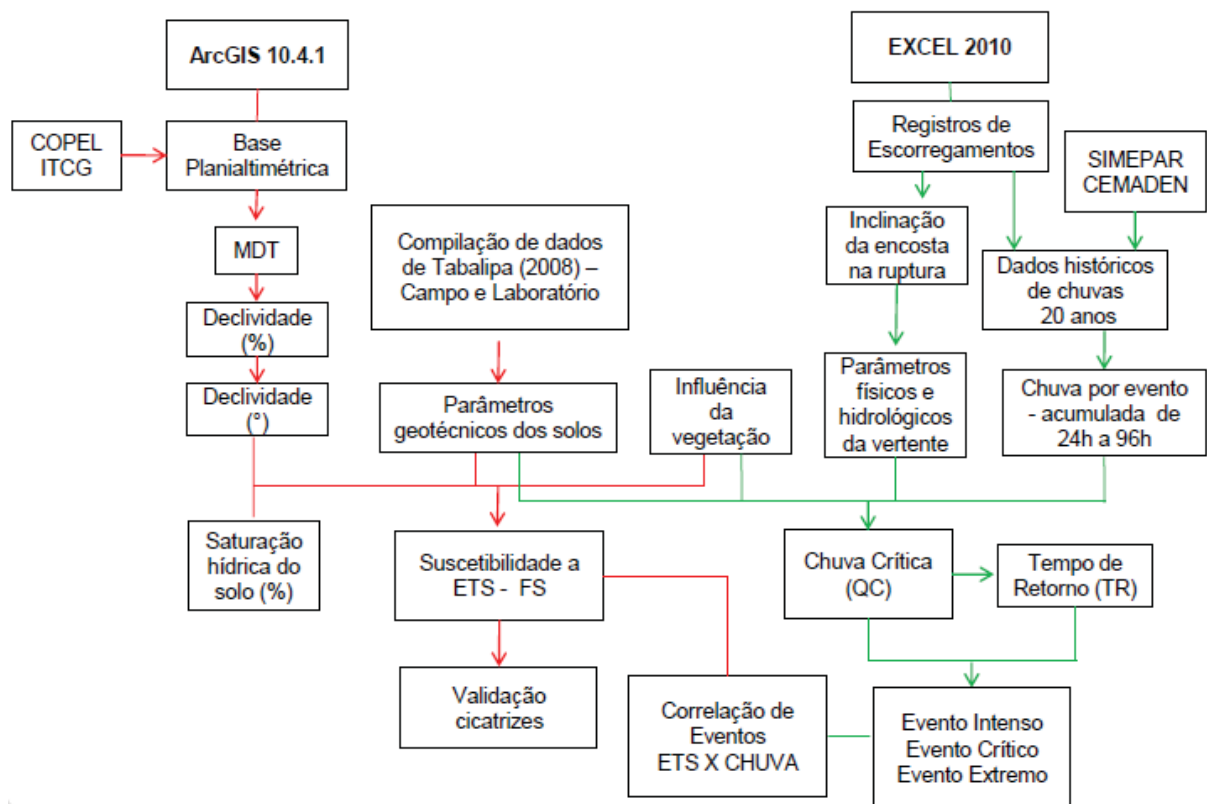 ArcGIS 10.4.1
EXCEL 2010
COPEL
ITCG
Base
Planialtimétrica
Registros de
Escorregamentos
SIMEPAR
CEMADEN
MDT
Compilação de dados
de Tabalipa (2008) –
Campo e Laboratório
Inclinação
da encosta
na ruptura
Dados históricos
de chuvas
20 anos
Declividade
(%)
Declividade
(°)
Parâmetros
geotécnicos dos solos
Influência
da
vegetação
Parâmetros
físicos e
hidrológicos
da vertente
Chuva por evento
- acumulada de
24h a 96h
Saturação
hídrica do
solo (%)
Suscetibilidade a
ETS - FS
Chuva Crítica
(QC)
Tempo de
Retorno (TR)
Validação
cicatrizes
Correlação de
Eventos
ETS X CHUVA
Evento Intenso
Evento Crítico
Evento Extremo